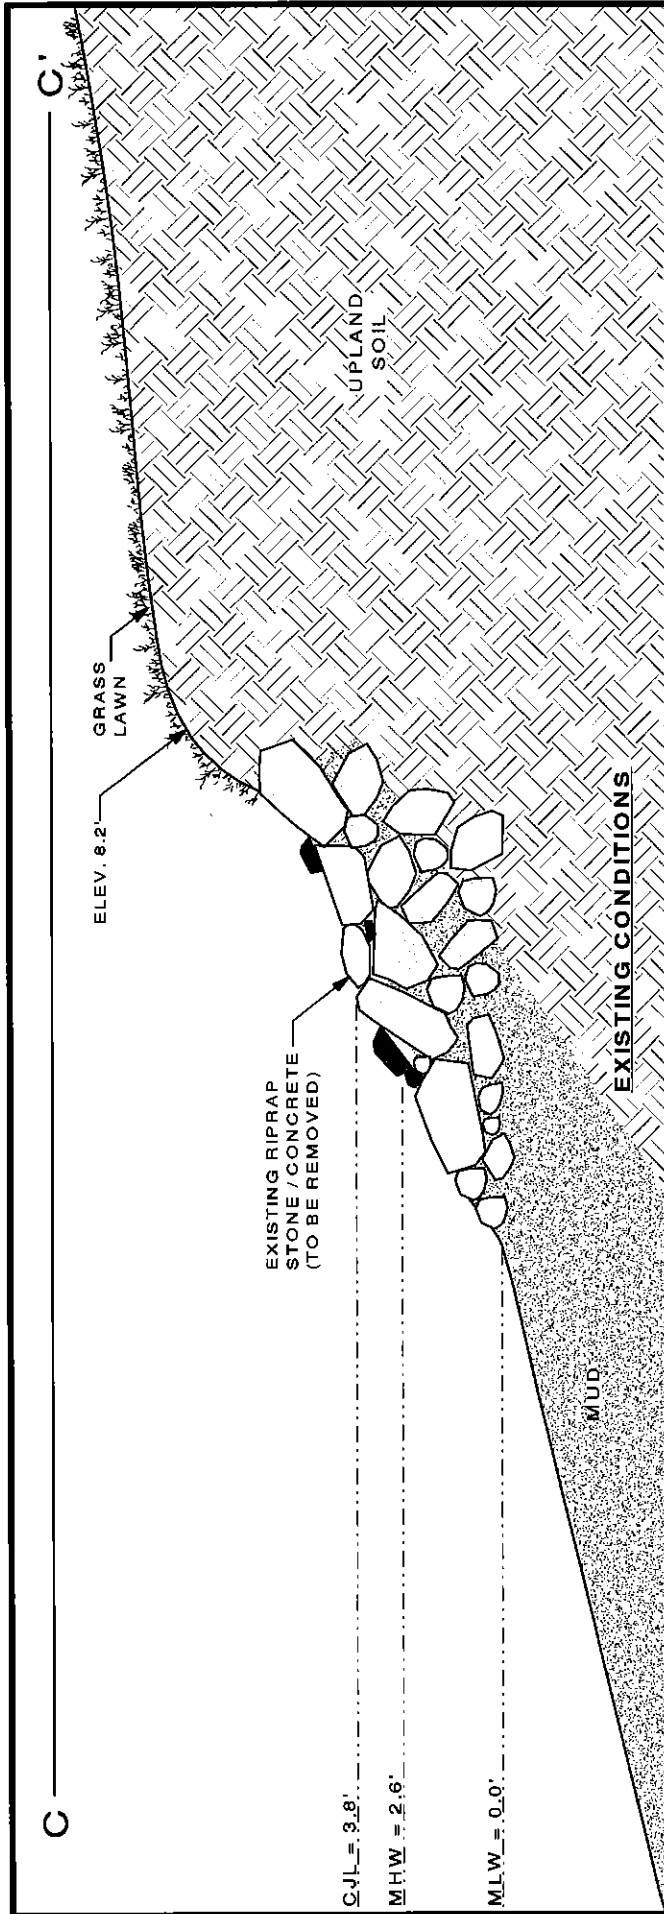 C C'
ELEV. 8.2'
GRASS
LAWN
EXISTING RIPRAP
STONE / CONCRETE
(TO BE REMOVED)
UPLAND
SOIL
CJL = 3.8'
MHW = 2.6'
MLW = 0.0'
MUD
EXISTING CONDITIONS